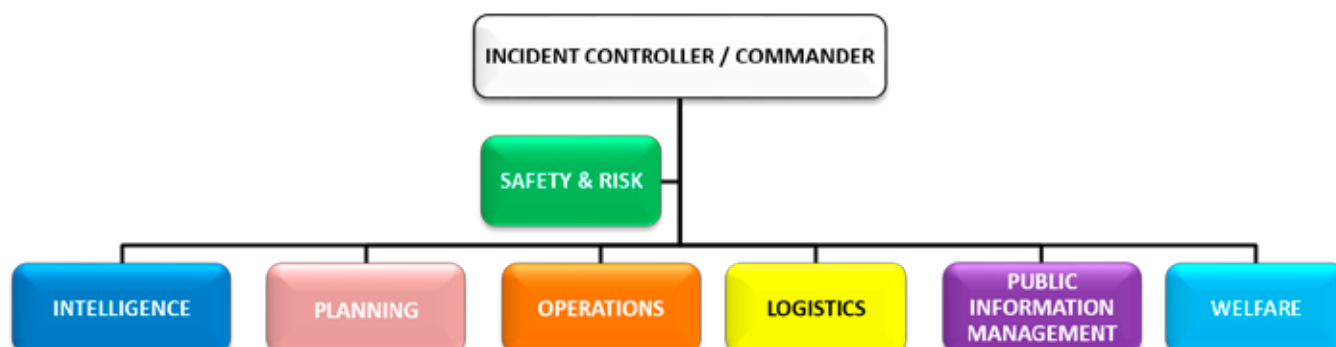 INCIDENT CONTROLLER / COMMANDER
SAFETY & RISK
INTELLIGENCE
PLANNING
OPERATIONS
LOGISTICS
PUBLIC
INFORMATION
MANAGEMENT
WELFARE